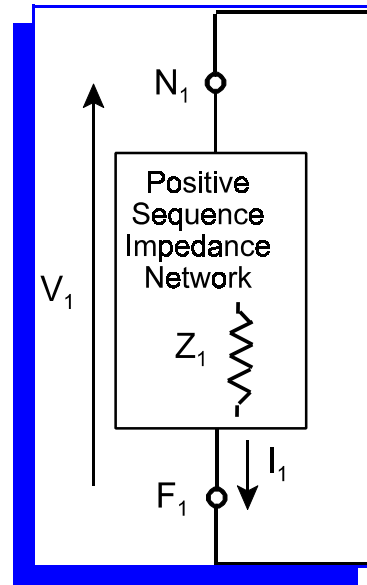 N₁
Positive
Sequence
Impedance
Network
V₁
Z₁
I₁
F₁